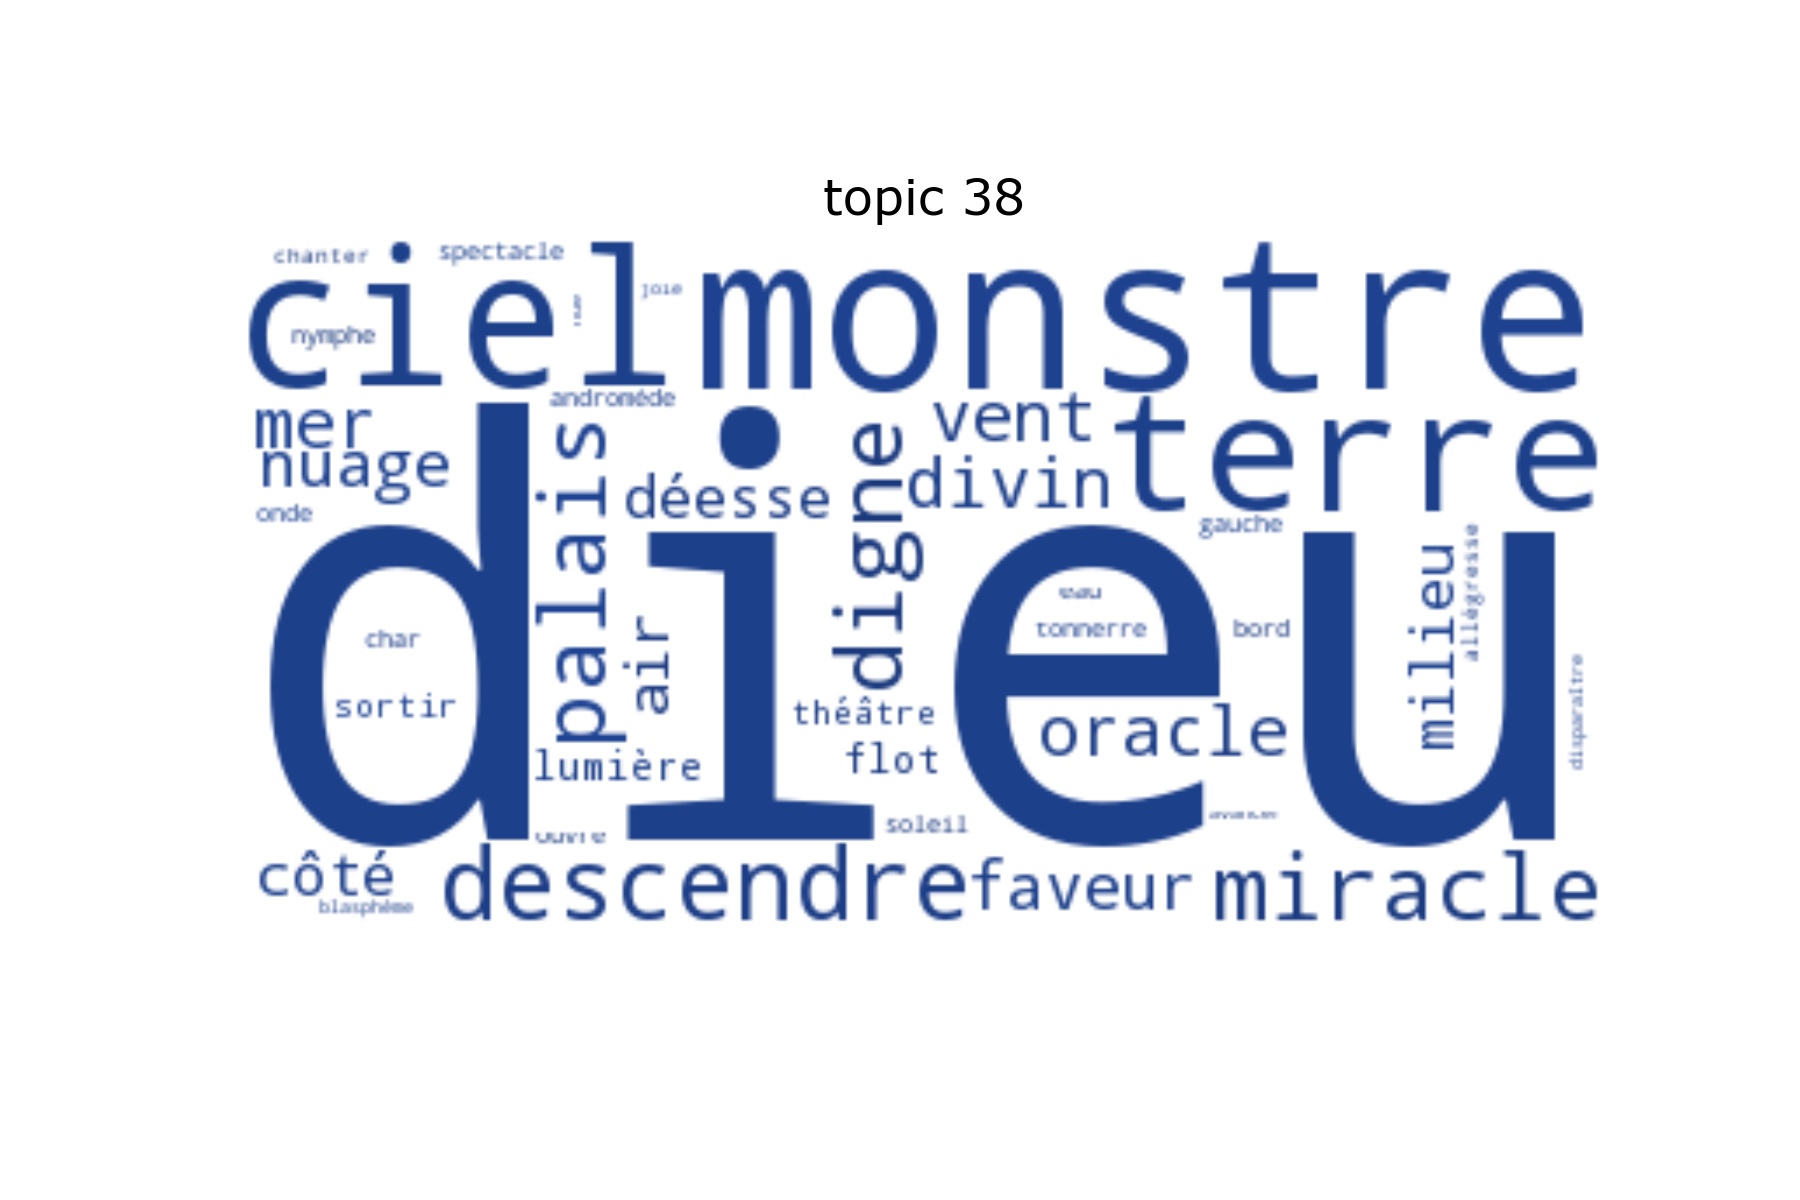 topic 38
chanter
spectacle
ciel
monstre
joie
nymphe
andromède
mer
vent
terre
nuage
palais
déesse
digne
divin
onde
gauche
dieu
milieu
allégresse
eau
char
air
tonnerre
bord
sortir
théâtre
oracle
disparaître
lumière
flot
soleil
ouvre
côté
descendre
faveur
miracle
blasphème